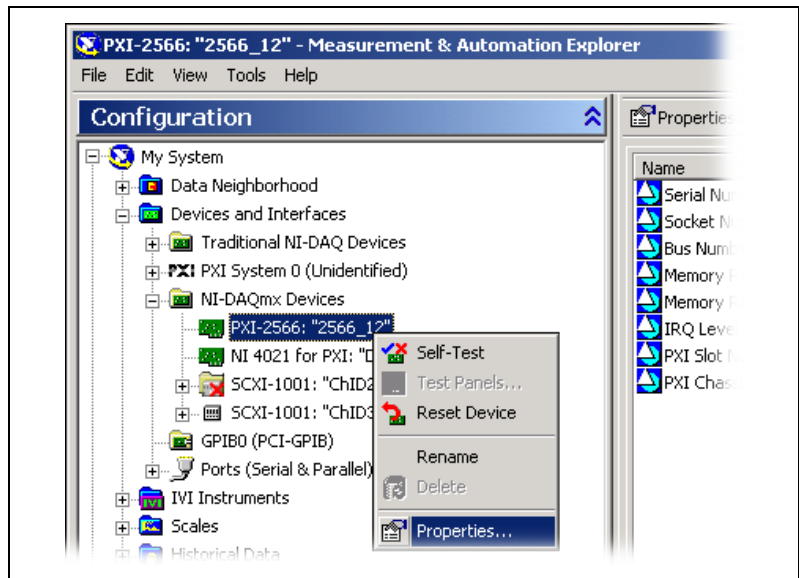 PXI-2566: "2566_12" - Measurement & Automation Explorer
File Edit View Tools Help
Configuration
My System
Data Neighborhood
Devices and Interfaces
Traditional NI-DAQ Devices
PXI PXI System 0 (Unidentified)
NI-DAQmx Devices
PXI-2566: "2566_12"
NI 4021 for PXI:
SCXI-1001: "ChID2
SCXI-1001: "ChID3
GPIB0 (PCI-GPIB)
Ports (Serial & Parallel)
IVI Instruments
Scales
Historical Data
Self-Test
Test Panels...
Reset Device
Rename
Delete
Properties...
Properties
Name
Serial Nu
Socket N
Bus Numb
Memory
Memory
IRQ Leve
PXI Slot
PXI Chas